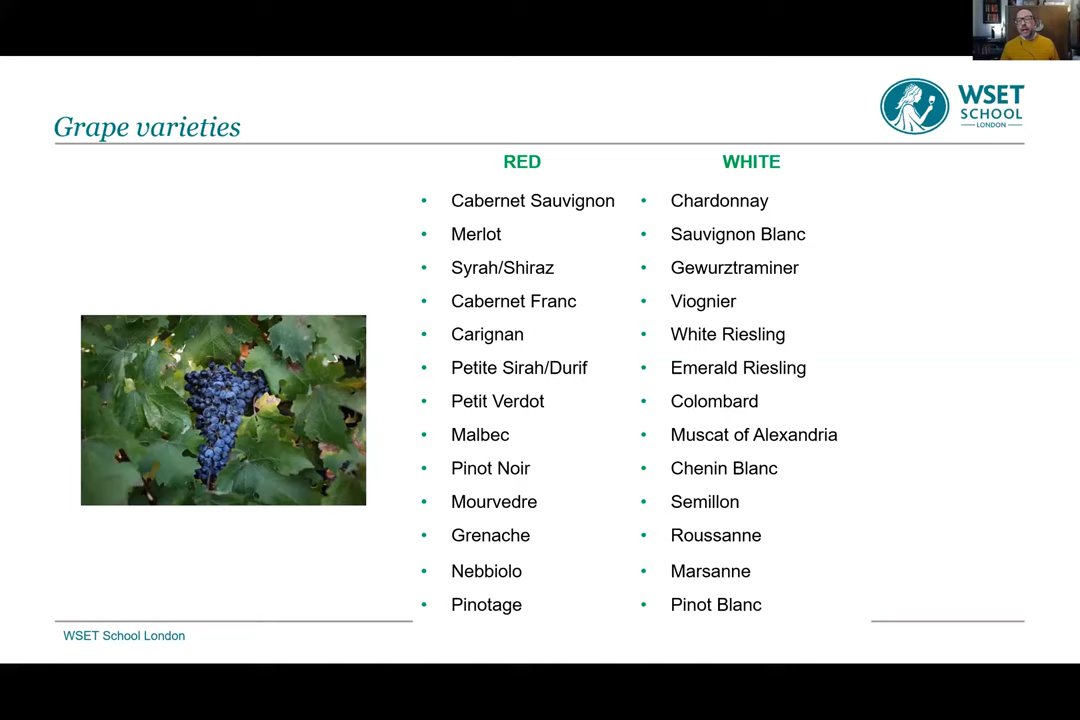 WSET
SCHOOL
LONDON
Grape varieties
RED
• Cabernet Sauvignon
• Merlot
• Syrah/Shiraz
• Cabernet Franc
• Carignan
• Petite Sirah/Durif
• Petit Verdot
• Malbec
• Pinot Noir
• Mourvedre
• Grenache
• Nebbiolo
• Pinotage
WHITE
• Chardonnay
• Sauvignon Blanc
• Gewurztraminer
• Viognier
• White Riesling
• Emerald Riesling
• Colombard
• Muscat of Alexandria
• Chenin Blanc
• Semillon
• Roussanne
• Marsanne
• Pinot Blanc
WSET School London